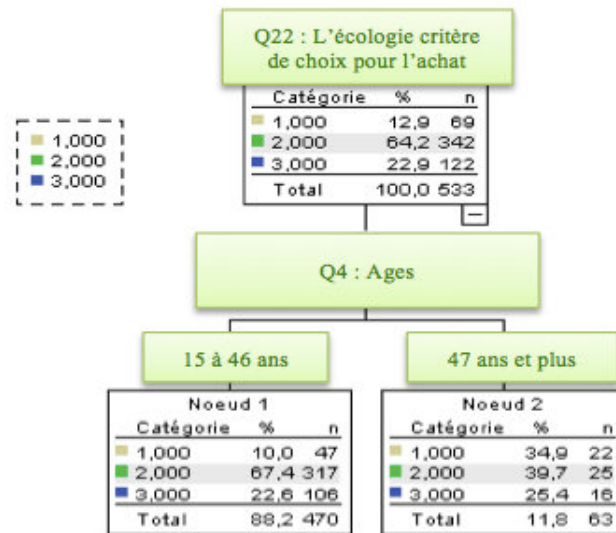 Q22 : L'écologie critère
de choix pour l'achat
Catégorie % n
1,000 12,9 69
2,000 64,2 342
3,000 22,9 122
Total 100,0 533
1,000
2,000
3,000
Q4 : Ages
15 à 46 ans
47 ans et plus
Noeud 1
Catégorie % n
1,000 10,0 47
2,000 67,4 317
3,000 22,6 106
Total 88,2 470
Noeud 2
Catégorie % n
1,000 34,9 22
2,000 39,7 25
3,000 25,4 16
Total 11,8 63